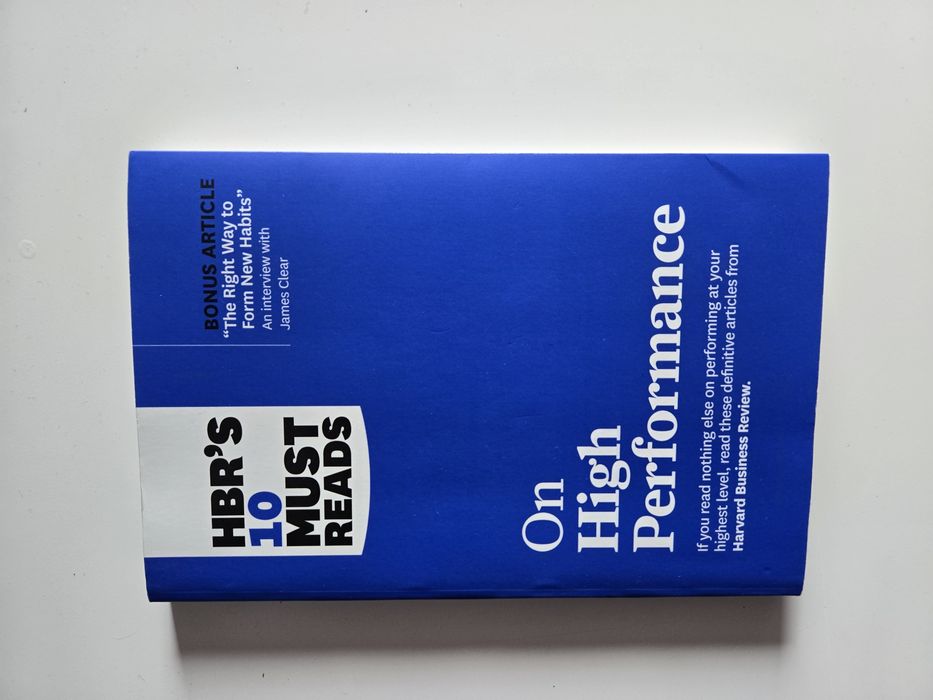 HBR'S
10
MUST
READS
BONUS ARTICLE
“The Right Way to
Form New Habits”
An interview with
James Clear
On
High
Performance
If you read nothing else on performing at your
highest level, read these definitive articles from
Harvard Business Review.